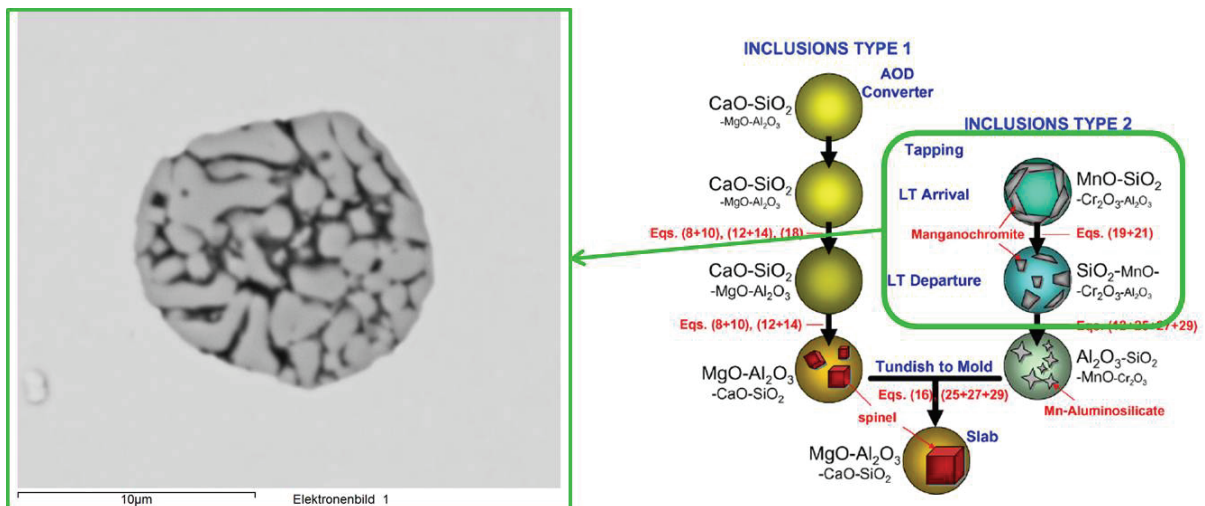 10µm
Elektronenbild 1
INCLUSIONS TYPE 1
AOD
Converter
CaO-SiO₂
-MgO-Al₂O₃
CaO-SiO₂
-MgO-Al₂O₃
Eqs. (8+10), (12+14), (18)
CaO-SiO₂
-MgO-Al₂O₃
Eqs. (8+10), (12+14)
MgO-Al₂O₃
-CaO-SiO₂
spinel
INCLUSIONS TYPE 2
Tapping
LT Arrival
MnO-SiO₂
-Cr₂O₃-Al₂O₃
Manganochromite
Eqs. (19+21)
LT Departure
SiO₂-MnO-
-Cr₂O₃-Al₂O₃
Al₂O₃-SiO₂
-MnO-Cr₂O₃
Mn-Aluminosilicate
Tundish to Mold
Eqs. (16), (25+27+29)
Slab
MgO-Al₂O₃
-CaO-SiO₂